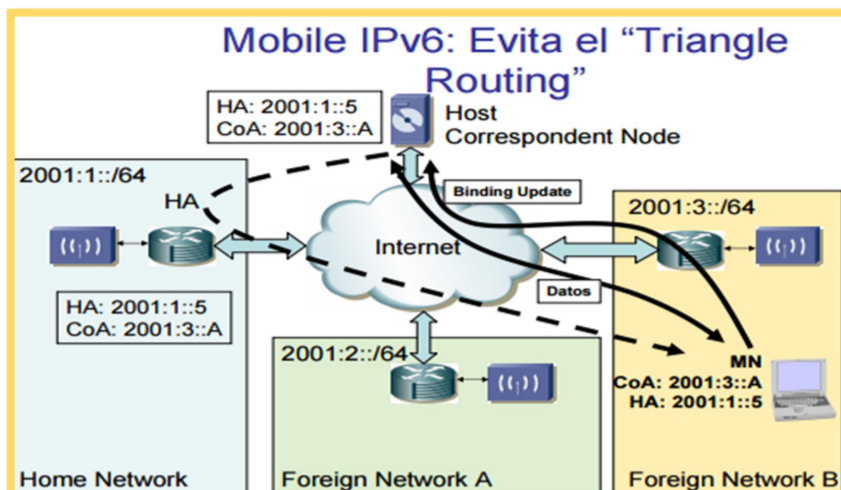 Mobile IPv6: Evita el “Triangle
Routing”
HA: 2001:1::5
CoA: 2001:3::A
Host
Correspondent Node
2001:1::/64
HA
Binding Update
2001:3::/64
Internet
Datos
HA: 2001:1::5
CoA: 2001:3::A
2001:2::/64
MN
CoA: 2001:3::A
HA: 2001:1::5
Home Network
Foreign Network A
Foreign Network B